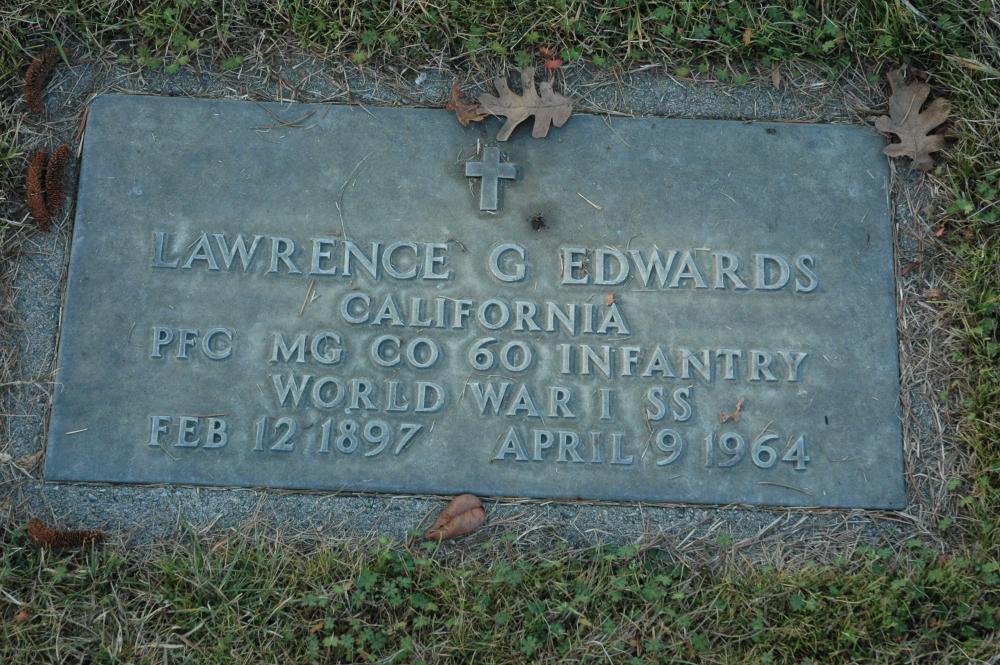 LAWRENCE G EDWARDS
CALIFORNIA
PFC MG CO 60 INFANTRY
WORLD WAR I SS
FEB 12 1897 APRIL 9 1964